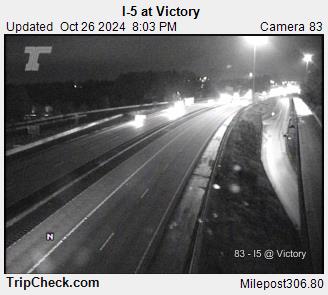 I-5 at Victory
Updated Oct 26 2024 8:03 PM Camera 83
T
N
83 - I5 @ Victory
TripCheck.com Milepost306.80